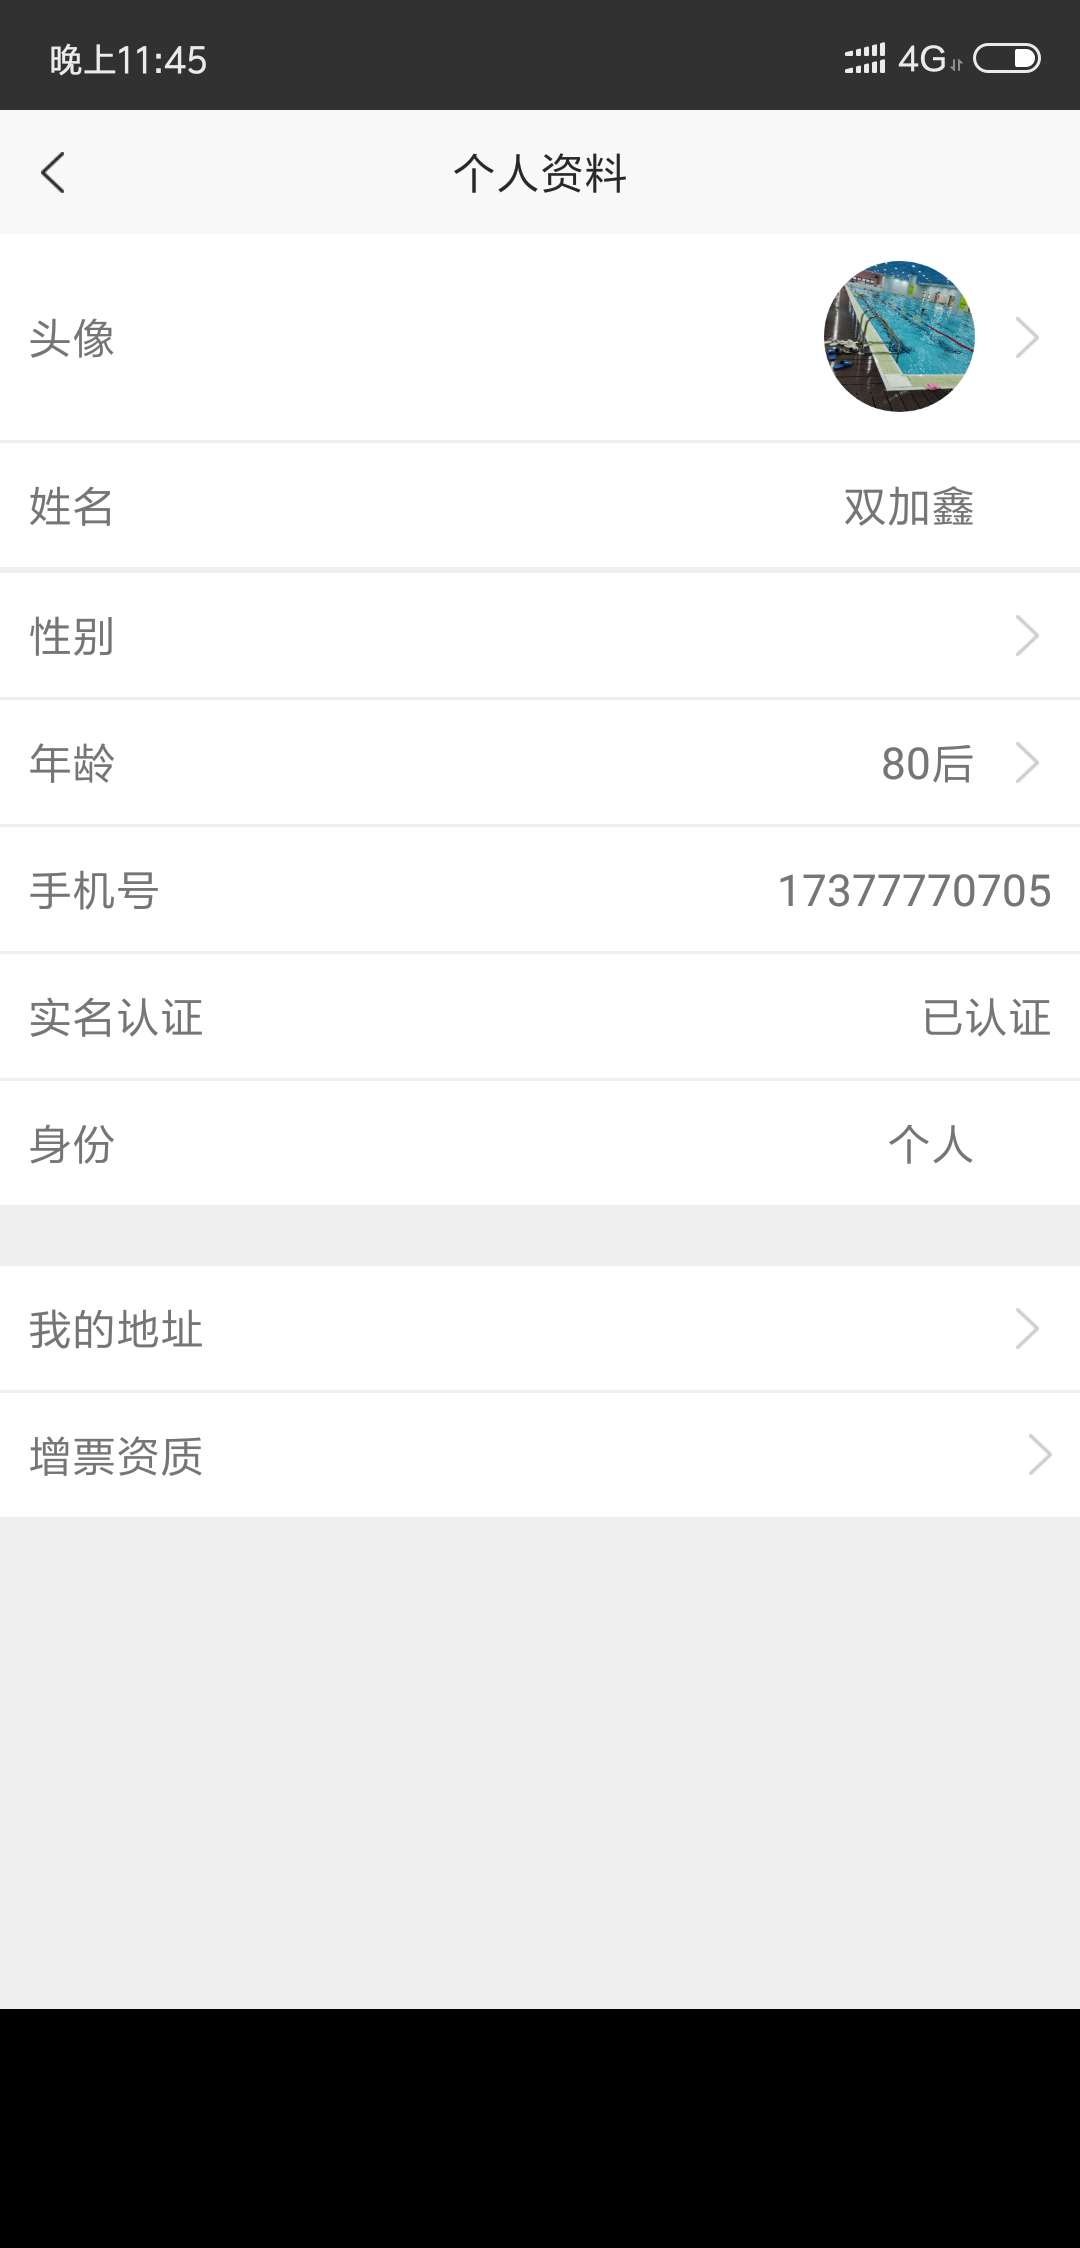 晚上11:45 4G
个人资料
头像
姓名 双加鑫
性别
年龄 80后
手机号 17377770705
实名认证 已认证
身份 个人
我的地址
增票资质